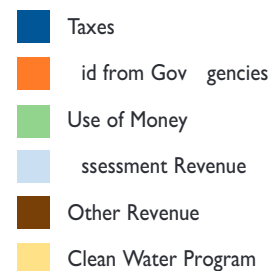 Taxes
id from Gov gencies
Use of Money
ssessment Revenue
Other Revenue
Clean Water Program